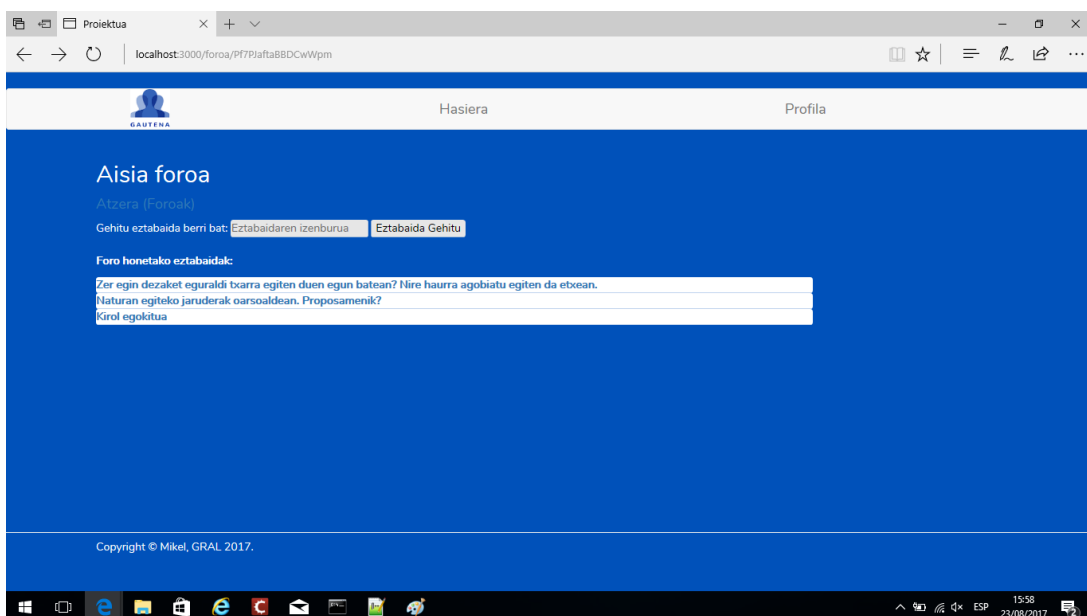 Proiektua
localhost:3000/foroa/Pf7PJaftaBBDCwWpm
GAUTENA
Hasiera
Profila
Aisia foroa
Atzera (Foroak)
Gehitu eztabaida berri bat: Eztabaidaren izenburua Eztabaida Gehitu
Foro honetako eztabaidak:
Zer egin dezaket eguraldi txarra egiten duen egun batean? Nire haurra agobiatu egiten da etxean.
Naturan egiteko jaruderak oarsoaldean. Proposamenik?
Kirol egokitua
Copyright © Mikel, GRAL 2017.
ESP
15:58
23/08/2017